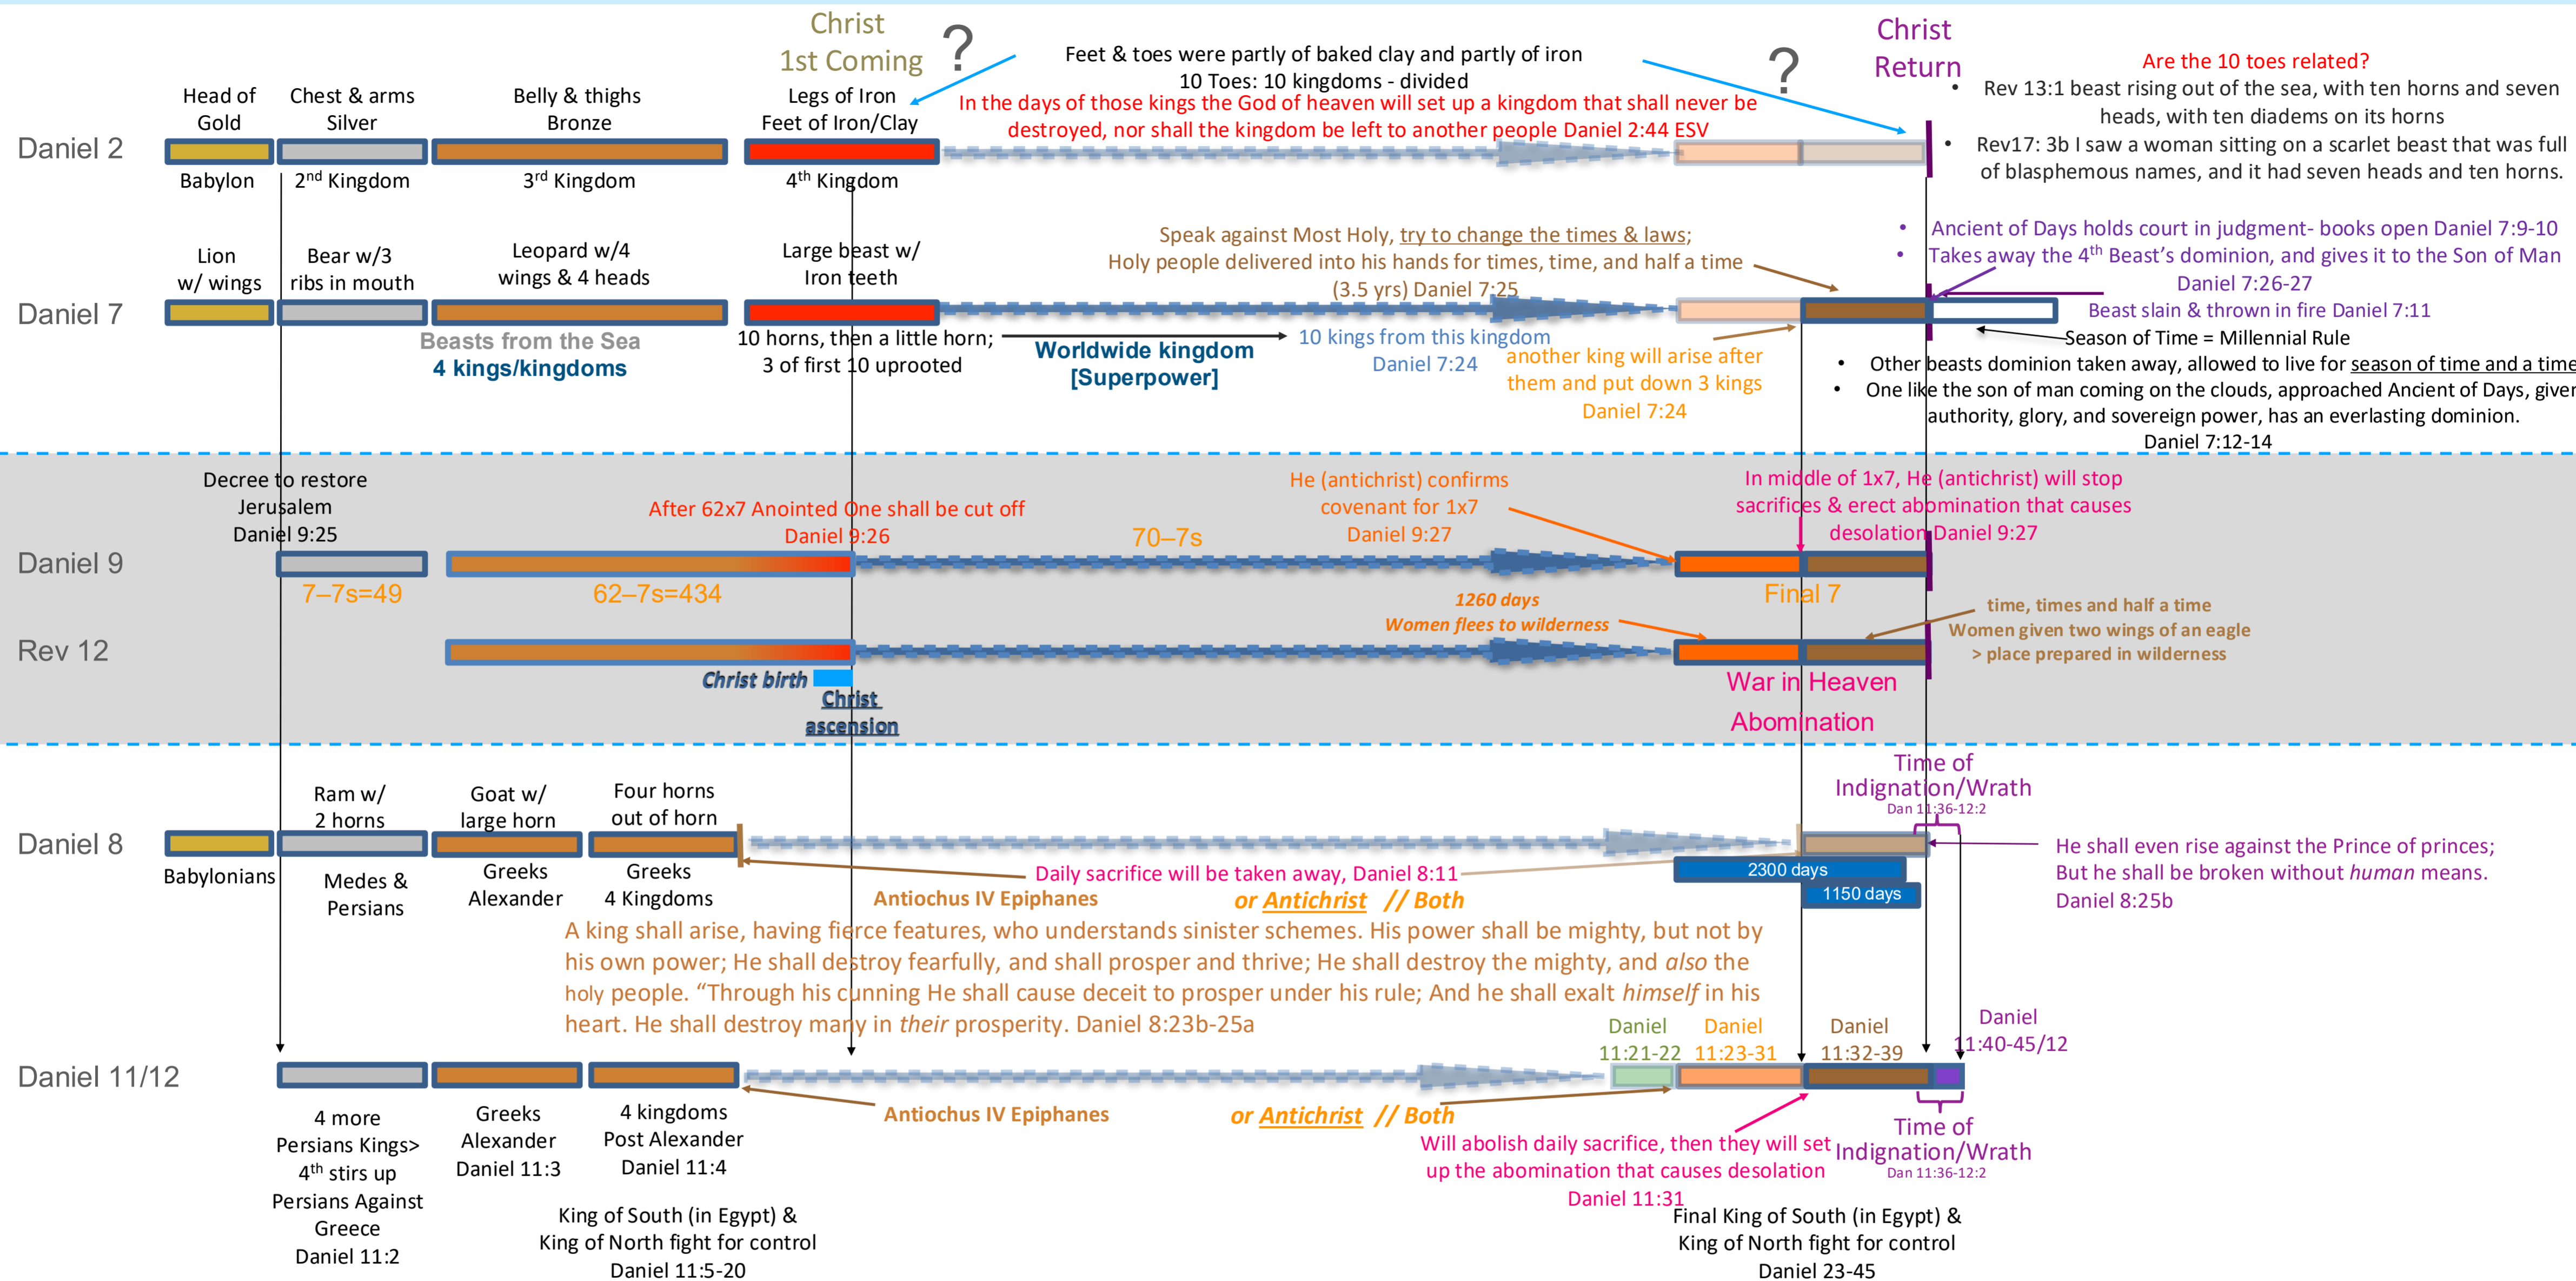 Christ
1st Coming
?
Feet & toes were partly of baked clay and partly of iron
10 Toes: 10 kingdoms - divided
In the days of those kings the God of heaven will set up a kingdom that shall never be
destroyed, nor shall the kingdom be left to another people Daniel 2:44 ESV
?
Christ
Return
Are the 10 toes related?
• Rev 13:1 beast rising out of the sea, with ten horns and seven
heads, with ten diadems on its horns
• Rev17: 3b I saw a woman sitting on a scarlet beast that was full
of blasphemous names, and it had seven heads and ten horns.
Daniel 2
Head of
Gold
Babylon
Chest & arms
Silver
2nd Kingdom
Belly & thighs
Bronze
3rd Kingdom
Legs of Iron
Feet of Iron/Clay
4th Kingdom
Daniel 7
Lion
w/ wings
Bear w/3
ribs in mouth
Leopard w/4
wings & 4 heads
Beasts from the Sea
4 kings/kingdoms
Large beast w/
Iron teeth
10 horns, then a little horn;
3 of first 10 uprooted
Worldwide kingdom
[Superpower]
10 kings from this kingdom
Daniel 7:24
Speak against Most Holy, try to change the times & laws;
Holy people delivered into his hands for times, time, and half a time
(3.5 yrs) Daniel 7:25
another king will arise after
them and put down 3 kings
Daniel 7:24
• Ancient of Days holds court in judgment- books open Daniel 7:9-10
• Takes away the 4th Beast's dominion, and gives it to the Son of Man
Daniel 7:26-27
Beast slain & thrown in fire Daniel 7:11
Season of Time = Millennial Rule
• Other beasts dominion taken away, allowed to live for season of time and a time
• One like the son of man coming on the clouds, approached Ancient of Days, given
authority, glory, and sovereign power, has an everlasting dominion.
Daniel 7:12-14
Daniel 9
Decree to restore
Jerusalem
Daniel 9:25
7–7s=49
After 62x7 Anointed One shall be cut off
Daniel 9:26
62–7s=434
70–7s
He (antichrist) confirms
covenant for 1x7
Daniel 9:27
In middle of 1x7, He (antichrist) will stop
sacrifices & erect abomination that causes
desolation Daniel 9:27
Final 7
Rev 12
Christ birth
Christ
ascension
1260 days
Women flees to wilderness
time, times and half a time
Women given two wings of an eagle
> place prepared in wilderness
War in Heaven
Abomination
Daniel 8
Babylonians
Ram w/
2 horns
Medes &
Persians
Goat w/
large horn
Greeks
Alexander
Four horns
out of horn
Greeks
4 Kingdoms
Daily sacrifice will be taken away, Daniel 8:11
Antiochus IV Epiphanes
or Antichrist // Both
Time of
Indignation/Wrath
Dan 11:36-12:2
2300 days
1150 days
He shall even rise against the Prince of princes;
But he shall be broken without human means.
Daniel 8:25b
A king shall arise, having fierce features, who understands sinister schemes. His power shall be mighty, but not by
his own power; He shall destroy fearfully, and shall prosper and thrive; He shall destroy the mighty, and also the
holy people. “Through his cunning He shall cause deceit to prosper under his rule; And he shall exalt himself in his
heart. He shall destroy many in their prosperity. Daniel 8:23b-25a
Daniel 11/12
4 more
Persians Kings>
4th stirs up
Persians Against
Greece
Daniel 11:2
Greeks
Alexander
Daniel 11:3
4 kingdoms
Post Alexander
Daniel 11:4
King of South (in Egypt) &
King of North fight for control
Daniel 11:5-20
Antiochus IV Epiphanes
or Antichrist // Both
Daniel
11:21-22
Daniel
11:23-31
Daniel
11:32-39
Daniel
11:40-45/12
Will abolish daily sacrifice, then they will set
up the abomination that causes desolation
Daniel 11:31
Time of
Indignation/Wrath
Dan 11:36-12:2
Final King of South (in Egypt) &
King of North fight for control
Daniel 23-45